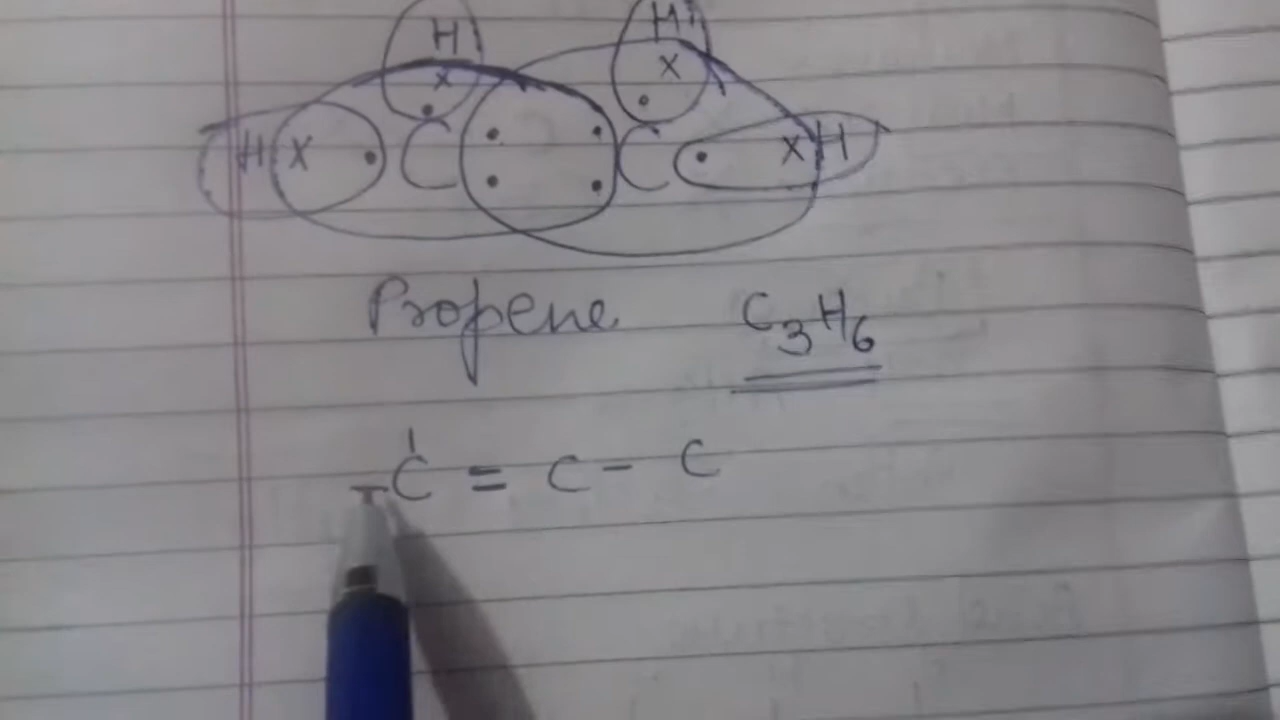 H H
x x
H x C C x H
Propene C₃H₆
- C = C - C